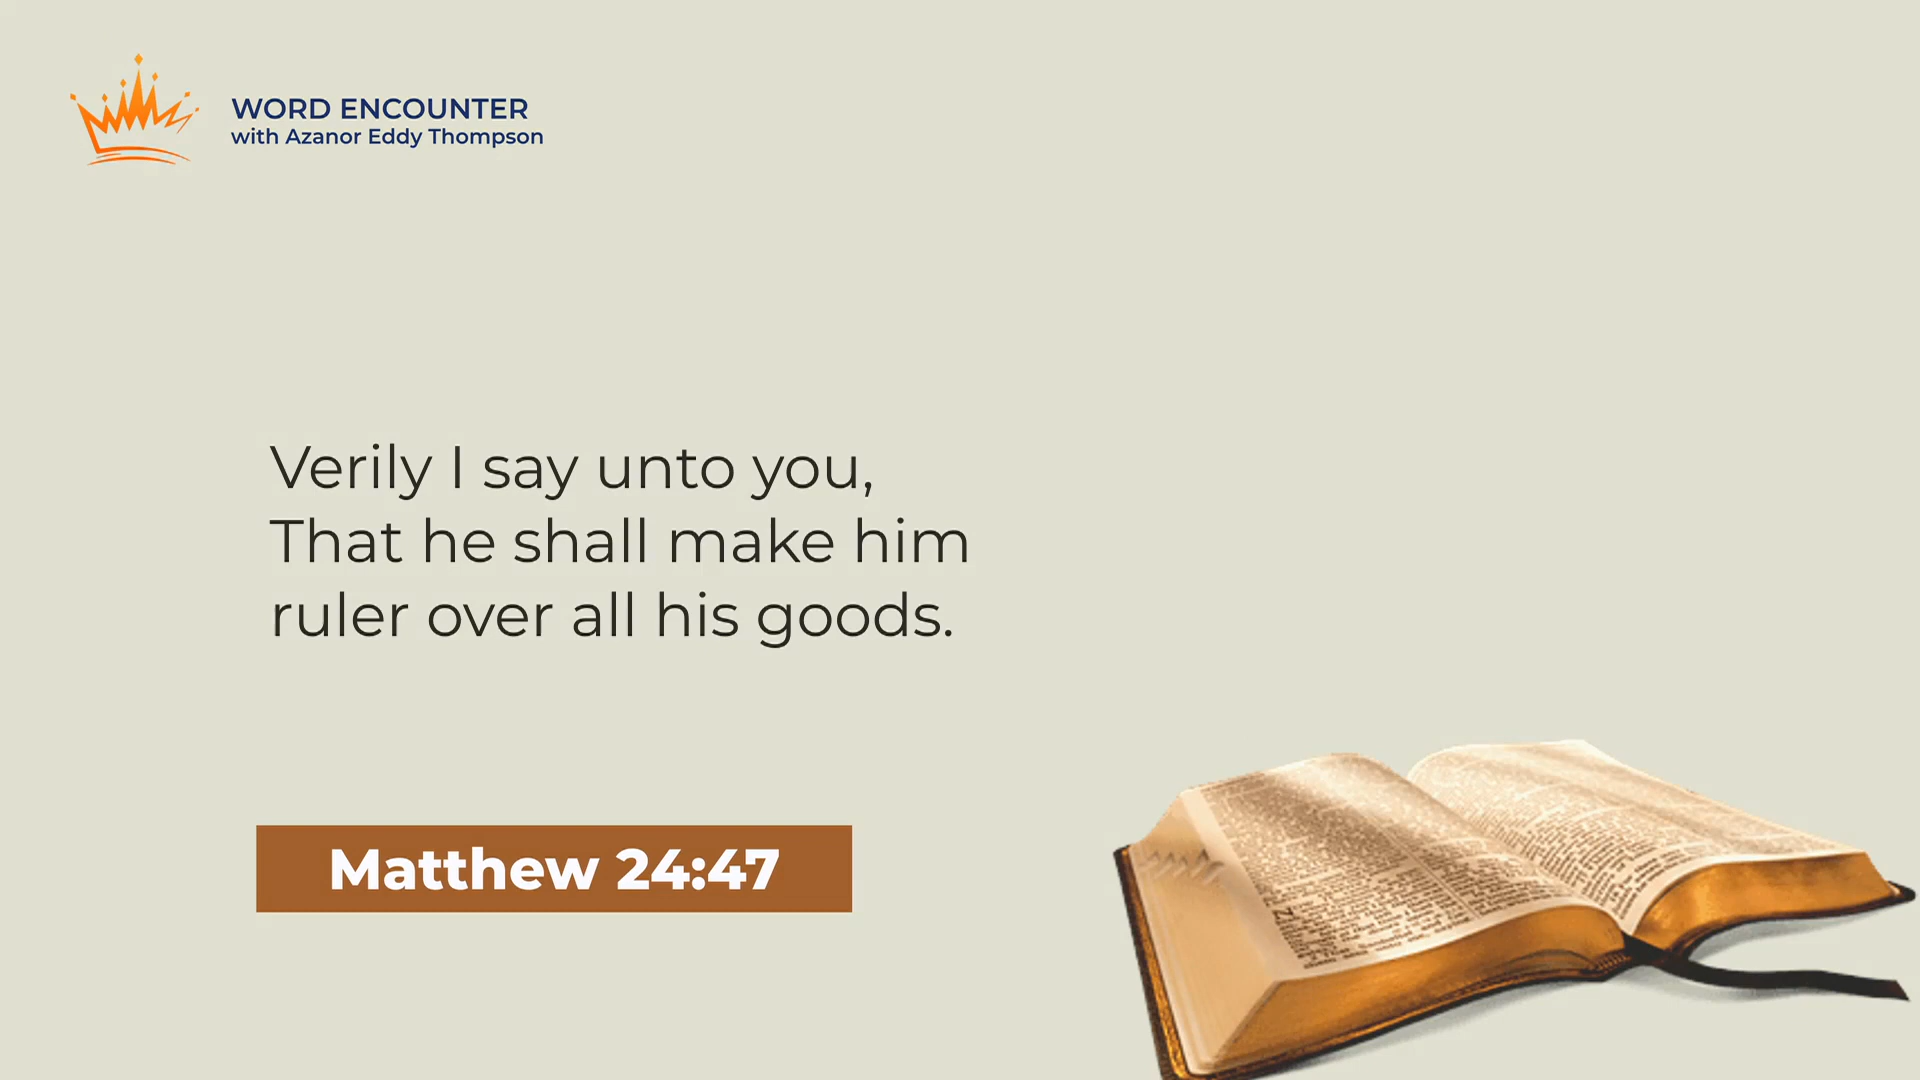 WORD ENCOUNTER
with Azanor Eddy Thompson
Verily I say unto you,
That he shall make him
ruler over all his goods.
Matthew 24:47